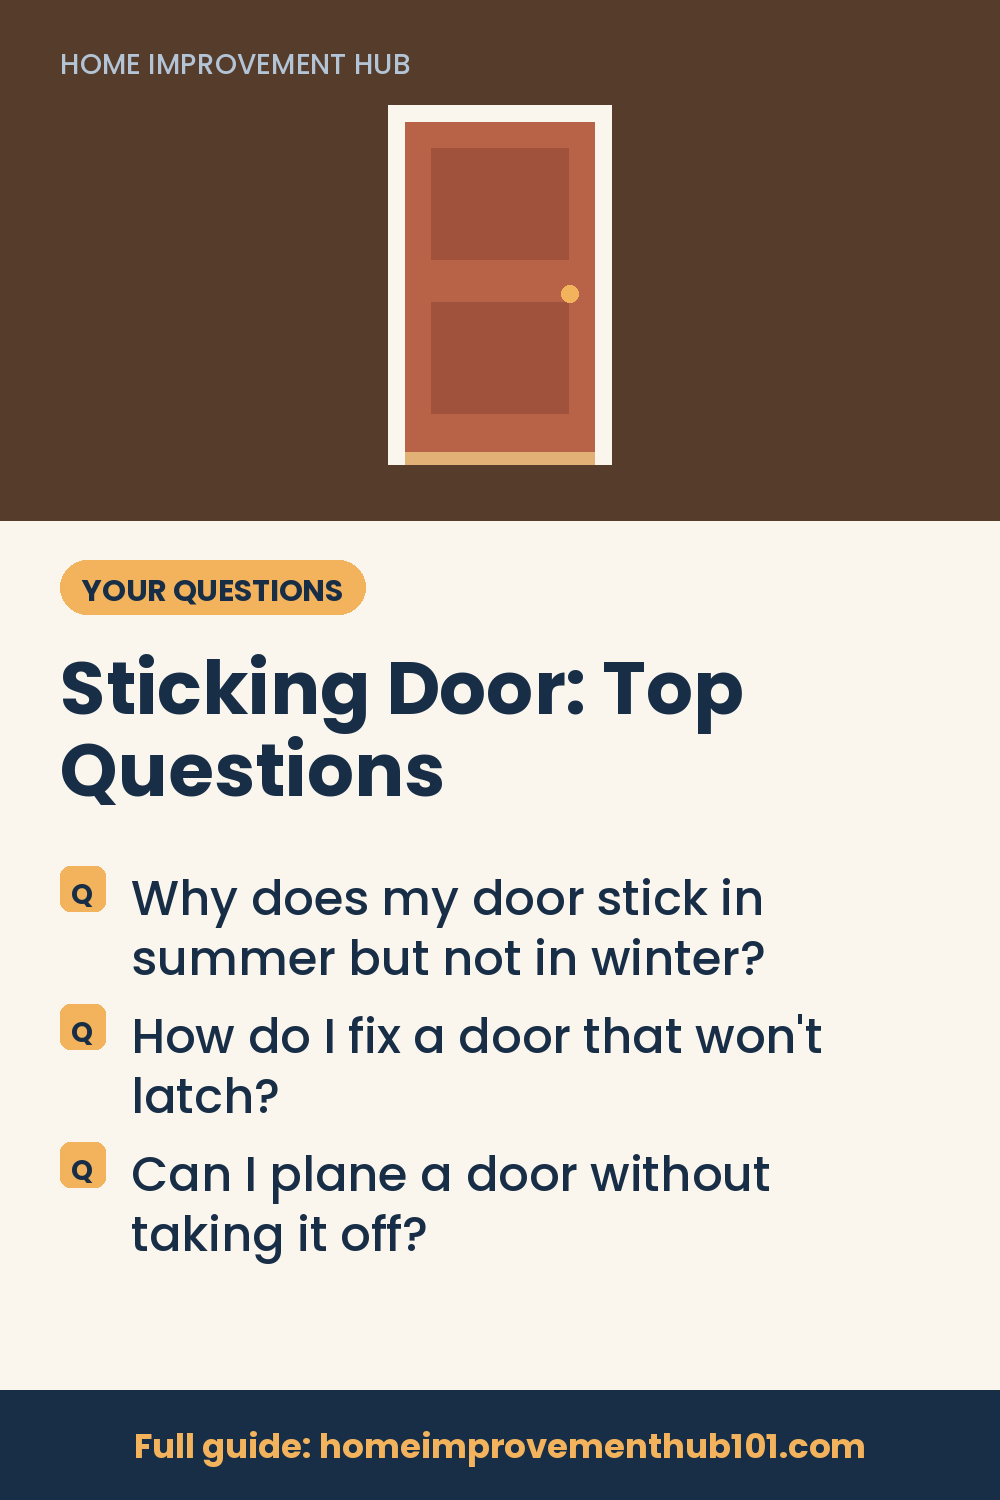 HOME IMPROVEMENT HUB
YOUR QUESTIONS
Sticking Door: Top
Questions
Q Why does my door stick in
summer but not in winter?
Q How do I fix a door that won't
latch?
Q Can I plane a door without
taking it off?
Full guide: homeimprovementhub101.com